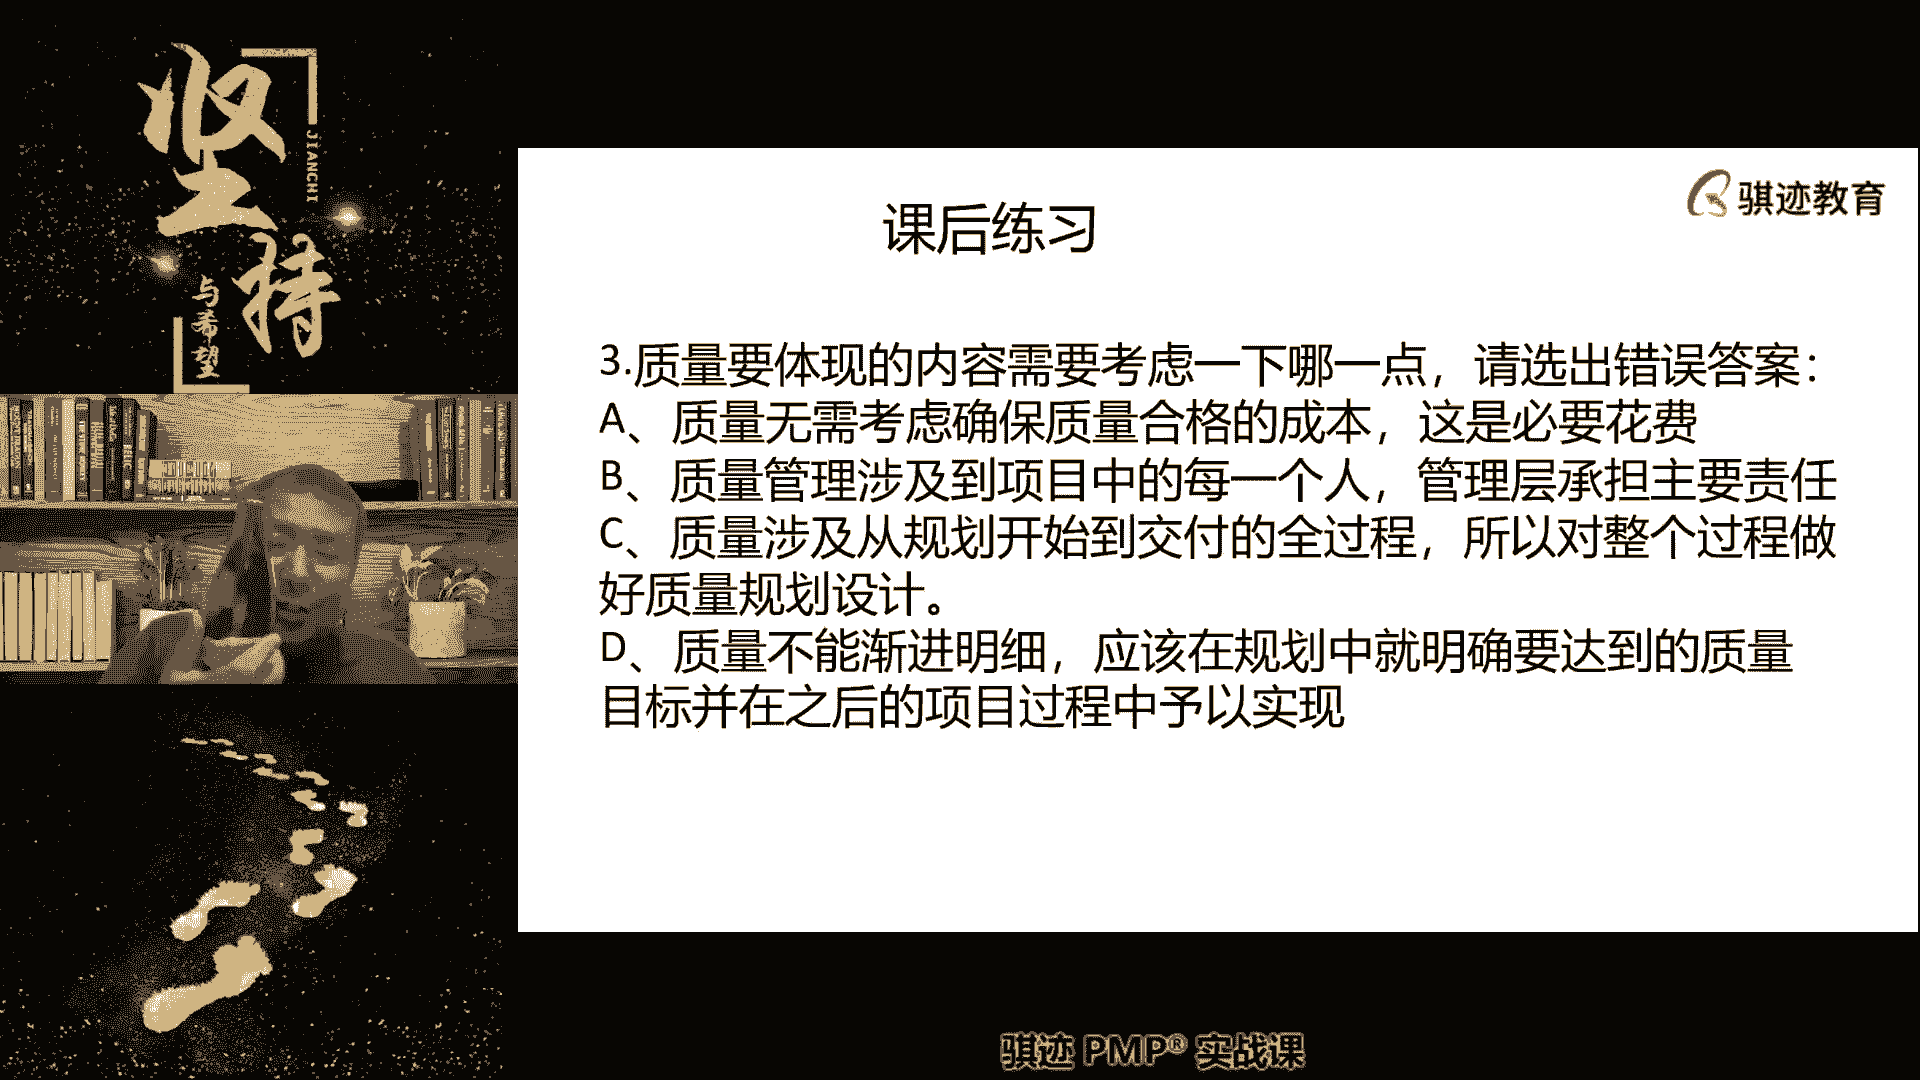 坚持
JIANCHI
与希望
骐迹教育
课后练习
3.质量要体现的内容需要考虑一下哪一点，请选出错误答案：
A、质量无需考虑确保质量合格的成本，这是必要花费
B、质量管理涉及到项目中的每一个人，管理层承担主要责任
C、质量涉及从规划开始到交付的全过程，所以对整个过程做
好质量规划设计。
D、质量不能渐进明细，应该在规划中就明确要达到的质量
目标并在之后的项目过程中予以实现
骐迹 PMP® 实战课